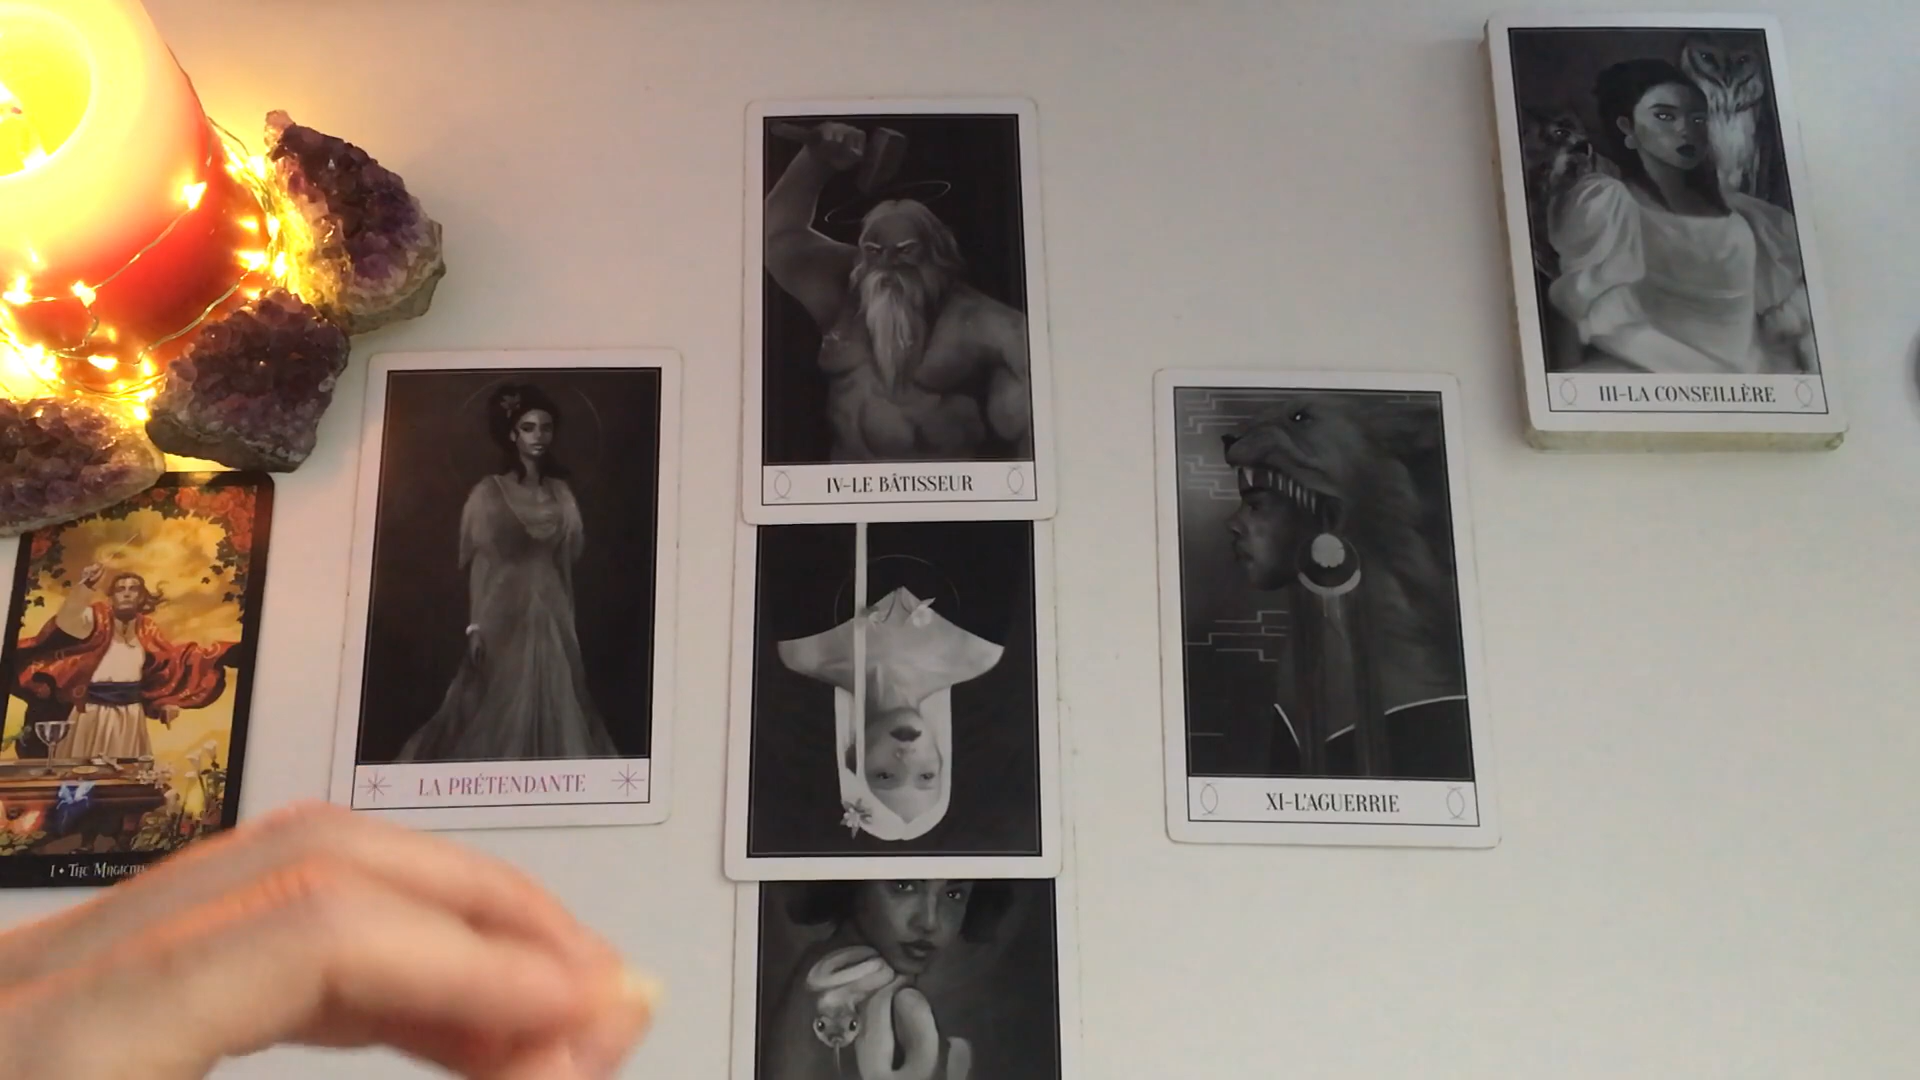 III-LA CONSEILLÈRE
IV-LE BÂTISSEUR
LA PRÉTENDANTE
XI-L'AGUERRIE
I • THE MAGICIAN